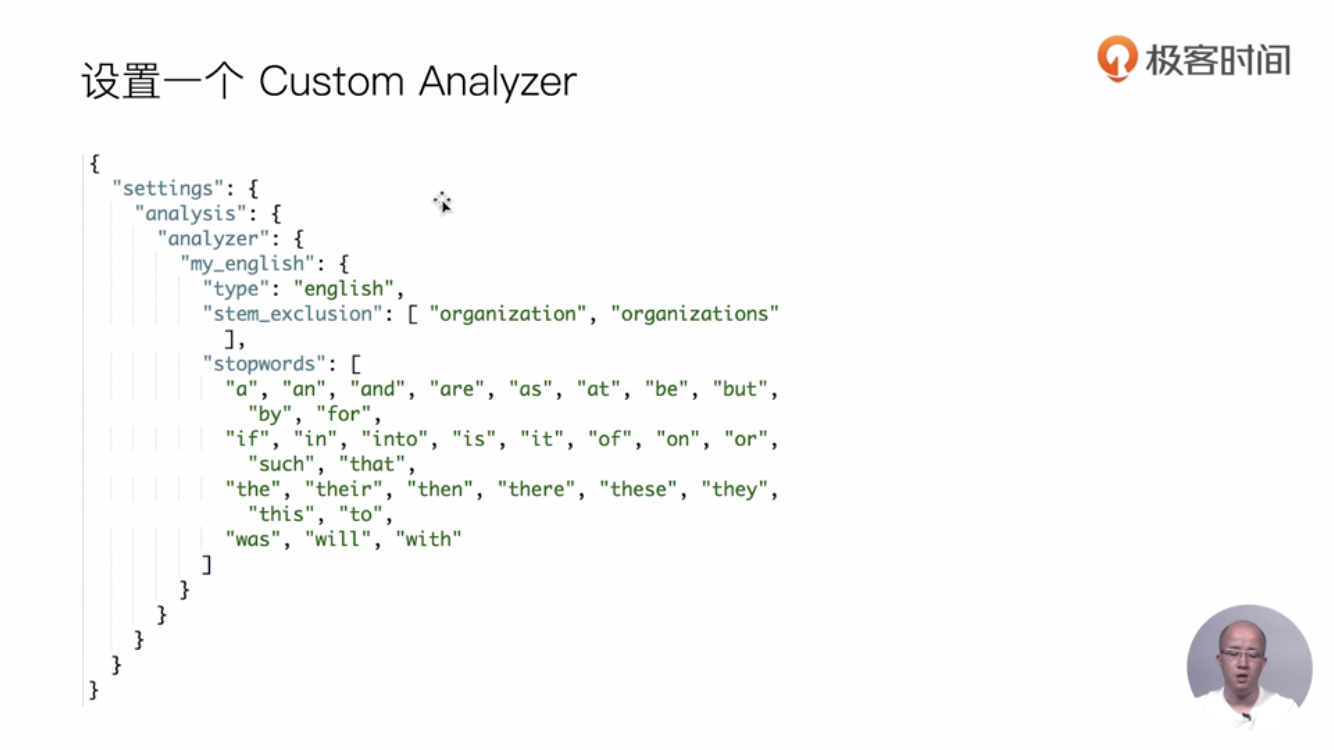 设置一个 Custom Analyzer
极客时间
{
"settings": {
"analysis": {
"analyzer": {
"my_english": {
"type": "english",
"stem_exclusion": [ "organization", "organizations"
],
"stopwords": [
"a", "an", "and", "are", "as", "at", "be", "but",
"by", "for",
"if", "in", "into", "is", "it", "of", "on", "or",
"such", "that",
"the", "their", "then", "there", "these", "they",
"this", "to",
"was", "will", "with"
]
}
}
}
}
}